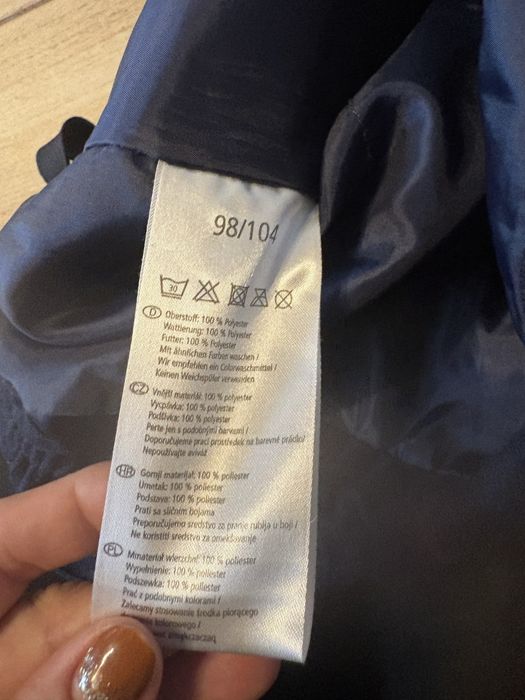 98/104
30
D Oberstoff: 100 % Polyester
Wattierung: 100 % Polyester
Futter: 100 % Polyester
Mit ähnlichen Farben waschen /
Wir empfehlen ein Colorwaschmittel /
Keinen Weichspüler verwenden
CZ Vnější materiál: 100 % polyester
Vycpávka: 100 % polyester
Podšívka: 100 % polyester
Perte jen s podobnými barvami /
Doporučujeme prací prostředek na barevné prádlo/
Nepoužívejte aviváž
HR Gornji materijal: 100 % poliester
Umetak: 100 % poliester
Podstava: 100 % poliester
Prati sa sličnim bojama
Preporučujemo sredstvo za pranje rublja u boji /
Ne koristiti sredstvo za omekšavanje
PL Mnateriał wierzchni: 100 % poliester
Wypełnienie: 100 % poliester
Podszewka: 100 % poliester
Prać z podobnymi kolorami /
Zalecamy stosowanie środka piorącego
kolorowego /
zmiękczaczaq